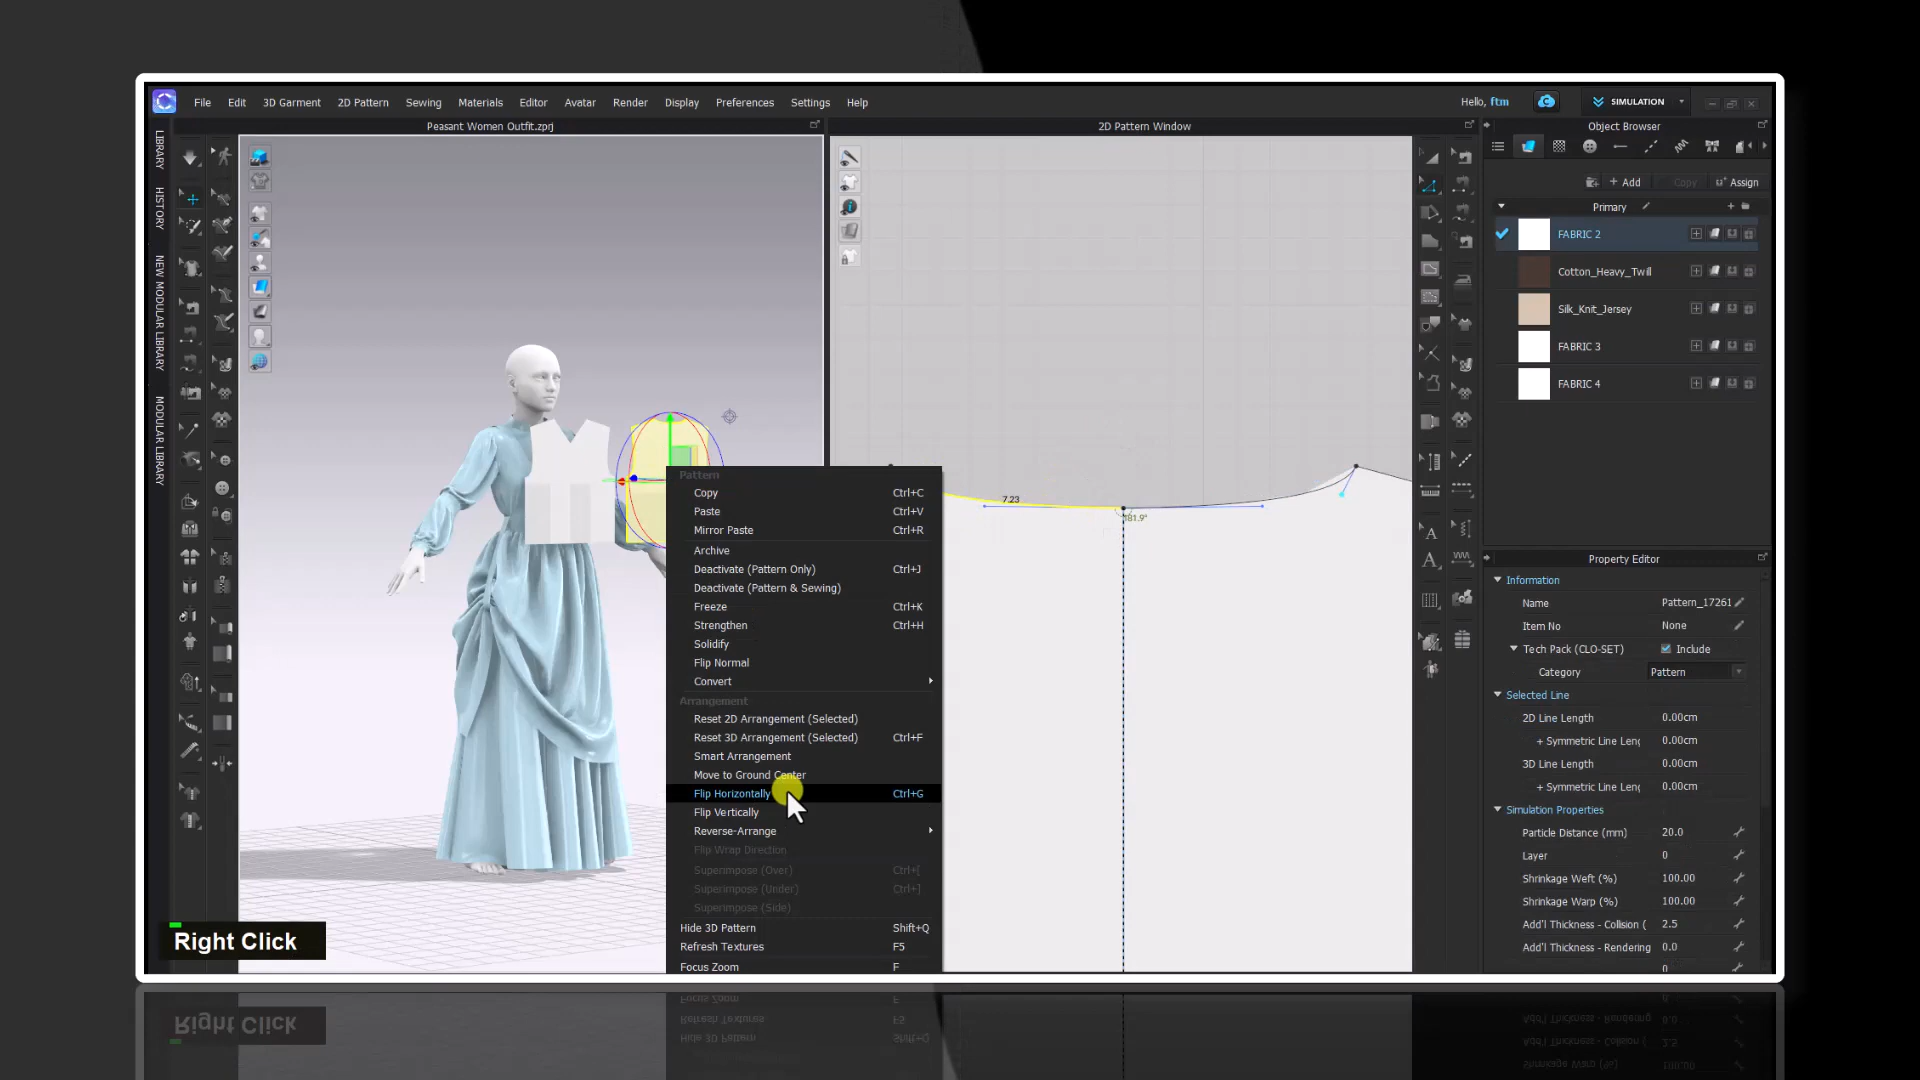 File Edit 3D Garment 2D Pattern Sewing Materials Editor Avatar Render Display Preferences Settings Help
Hello, ftm
SIMULATION
Peasant Women Outfit.zprj
2D Pattern Window
Object Browser
LIBRARY
HISTORY
NEW MODULAR LIBRARY
MODULAR LIBRARY
+ Add
Copy
Assign
Primary
FABRIC 2
Cotton_Heavy_Twill
Silk_Knit_Jersey
FABRIC 3
FABRIC 4
7.23
181.9°
Pattern
Copy Ctrl+C
Paste Ctrl+V
Mirror Paste Ctrl+R
Archive
Deactivate (Pattern Only) Ctrl+J
Deactivate (Pattern & Sewing)
Freeze Ctrl+K
Strengthen Ctrl+H
Solidify
Flip Normal
Convert
Arrangement
Reset 2D Arrangement (Selected)
Reset 3D Arrangement (Selected) Ctrl+F
Smart Arrangement
Move to Ground Center
Flip Horizontally Ctrl+G
Flip Vertically
Reverse-Arrange
Flip Wrap Direction
Superimpose (Over) Ctrl+[
Superimpose (Under) Ctrl+]
Superimpose (Side)
Hide 3D Pattern Shift+Q
Refresh Textures F5
Focus Zoom F
Property Editor
Information
Name Pattern_17261
Item No None
Tech Pack (CLO-SET) Include
Category Pattern
Selected Line
2D Line Length 0.00cm
+ Symmetric Line Leng 0.00cm
3D Line Length 0.00cm
+ Symmetric Line Leng 0.00cm
Simulation Properties
Particle Distance (mm) 20.0
Layer 0
Shrinkage Weft (%) 100.00
Shrinkage Warp (%) 100.00
Add'l Thickness - Collision ( 2.5
Add'l Thickness - Rendering 0.0
0
Right Click